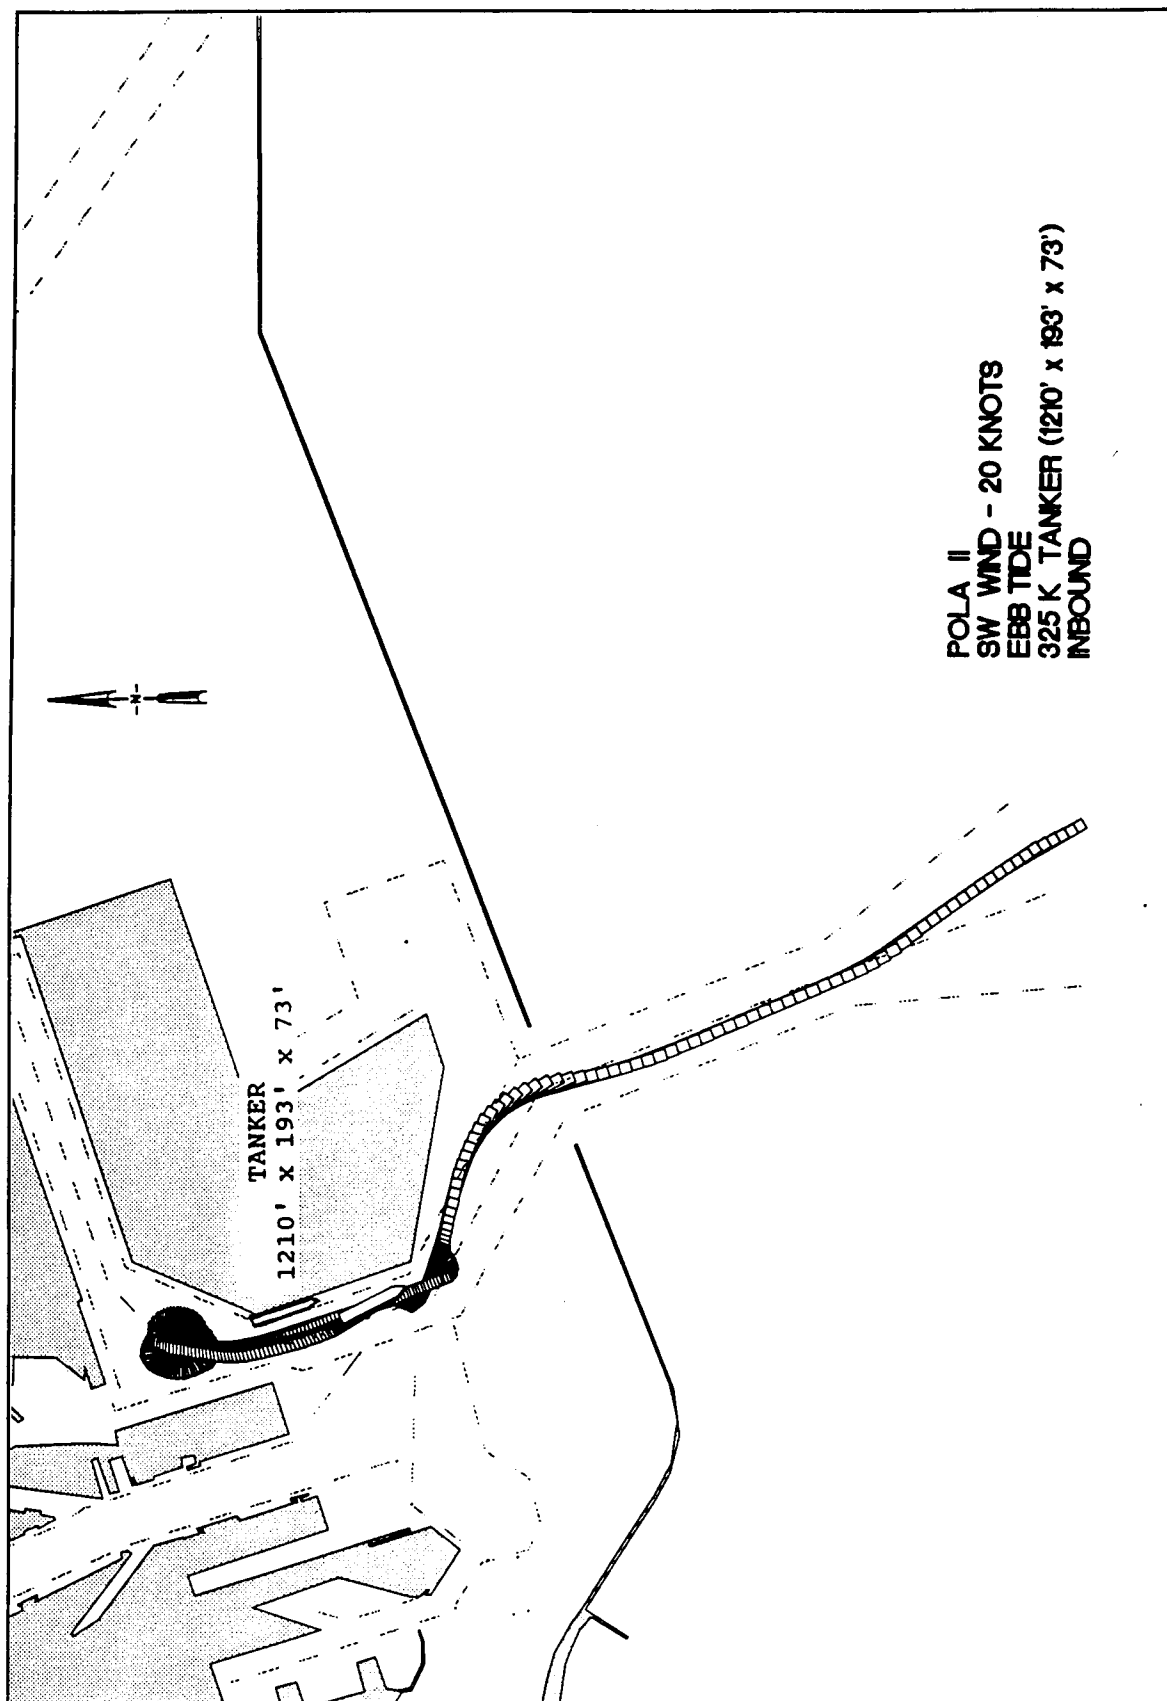 N
TANKER
1210' x 193' x 73'
POLA II
SW WIND - 20 KNOTS
EBB TIDE
325 K TANKER (1210' x 193' x 73')
INBOUND